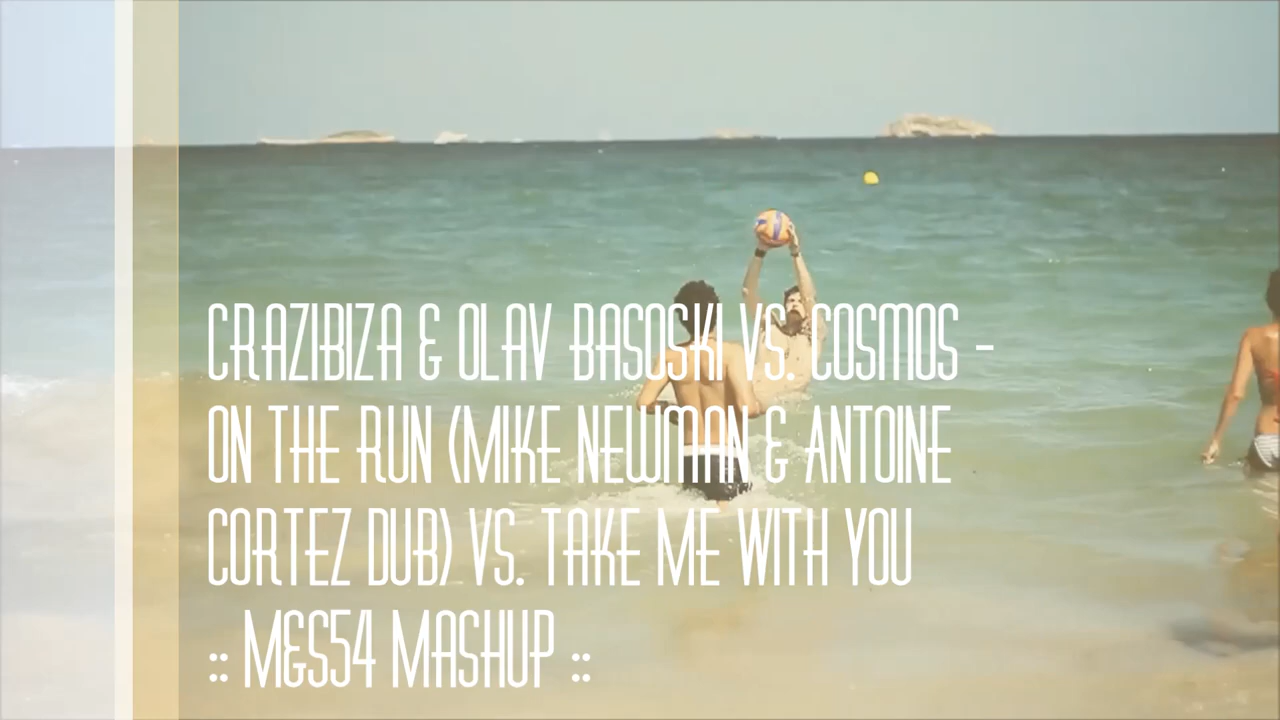 CRAZIBIZA & OLAV BASOSKI VS. COSMOS -
ON THE RUN (MIKE NEWMAN & ANTOINE
CORTEZ DUB) VS. TAKE ME WITH YOU
:: M&S54 MASHUP ::